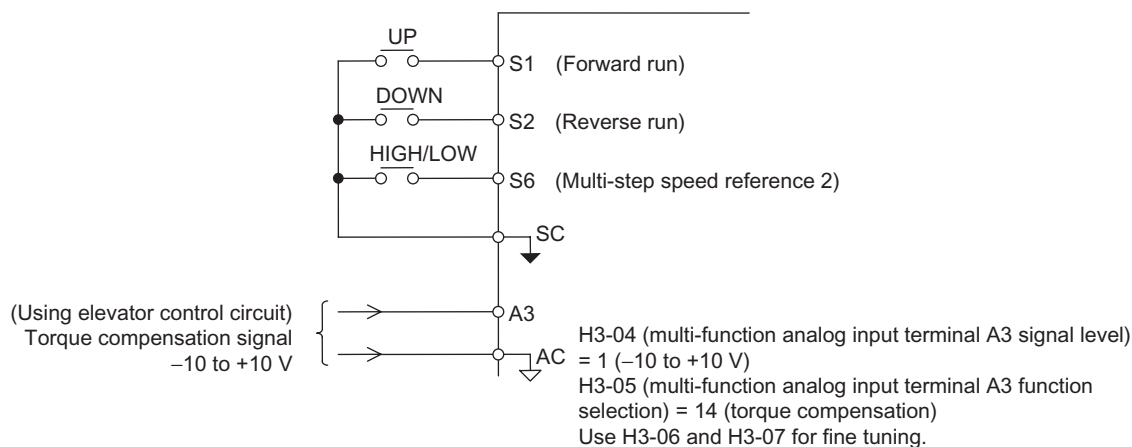 UP
S1 (Forward run)
DOWN
S2 (Reverse run)
HIGH/LOW
S6 (Multi-step speed reference 2)
SC
(Using elevator control circuit)
Torque compensation signal
−10 to +10 V
A3
AC
H3-04 (multi-function analog input terminal A3 signal level)
= 1 (−10 to +10 V)
H3-05 (multi-function analog input terminal A3 function
selection) = 14 (torque compensation)
Use H3-06 and H3-07 for fine tuning.